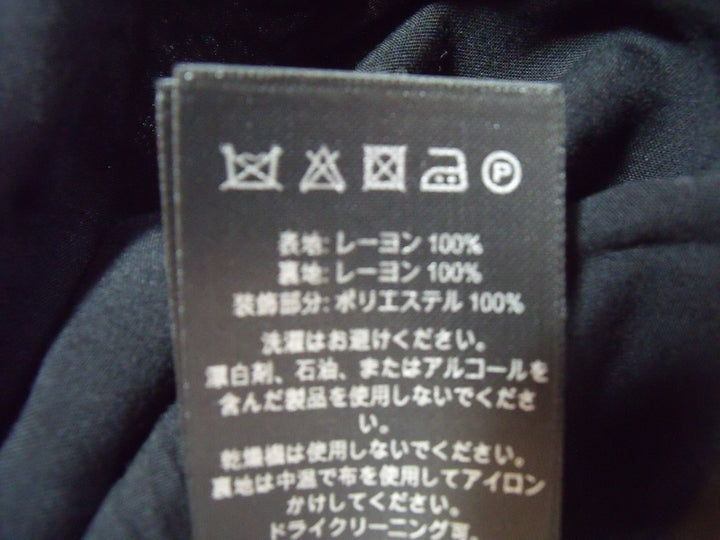 P
表地: レーヨン 100%
裏地: レーヨン 100%
装飾部分: ポリエステル 100%
洗濯はお避けください。
漂白剤、石油、またはアルコールを
含んだ製品を使用しないでくださ
い。
乾燥機は使用しないでください。
裏地は中温で布を使用してアイロン
かけしてください。
ドライクリーニング可。